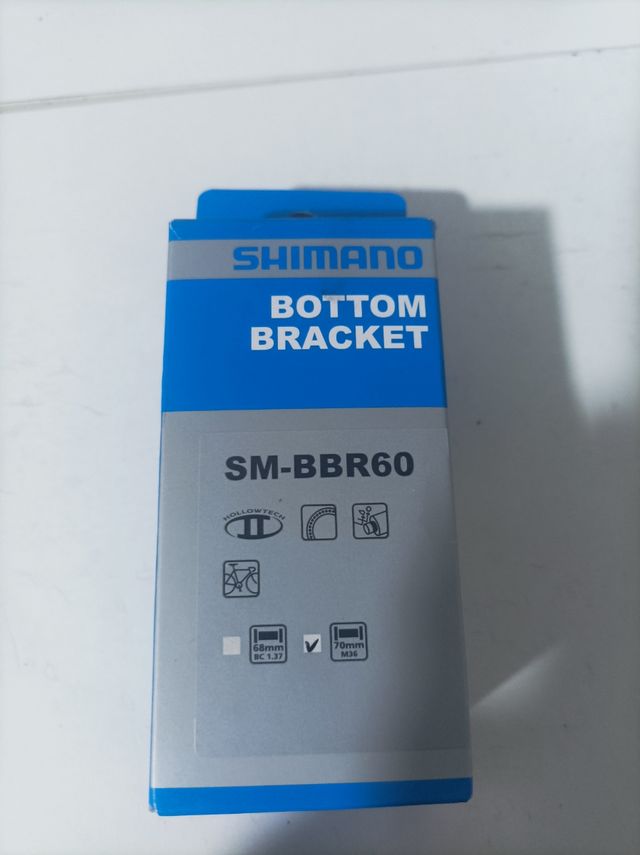 SHIMANO
BOTTOM
BRACKET
SM-BBR60
HOLLOWTECH
II
68mm
BC 1.37
70mm
M36